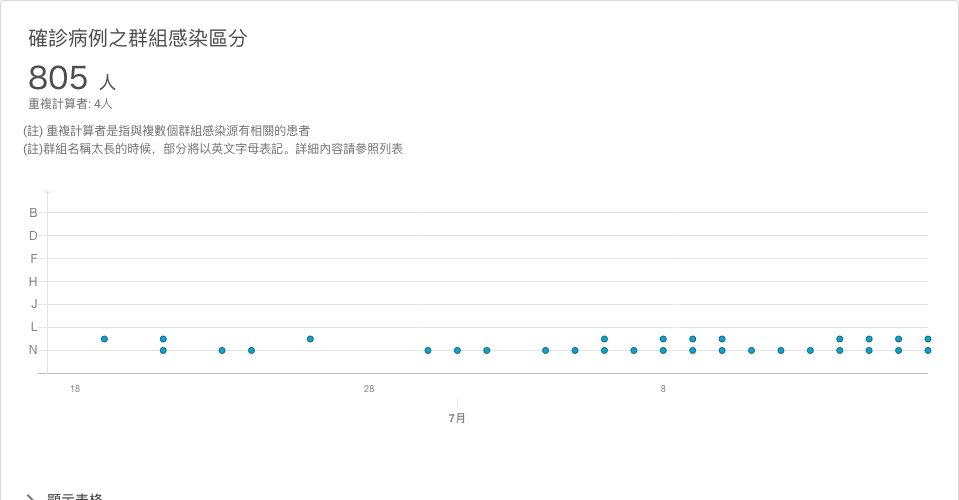 確診病例之群組感染區分
805 人
重複計算者: 4人
(註) 重複計算者是指與複數個群組感染源有相關的患者
(註)群組名稱太長的時候，部分將以英文字母表記。詳細內容請參照列表
B
D
F
H
J
L
N
18 28 8
7月
顯示表格